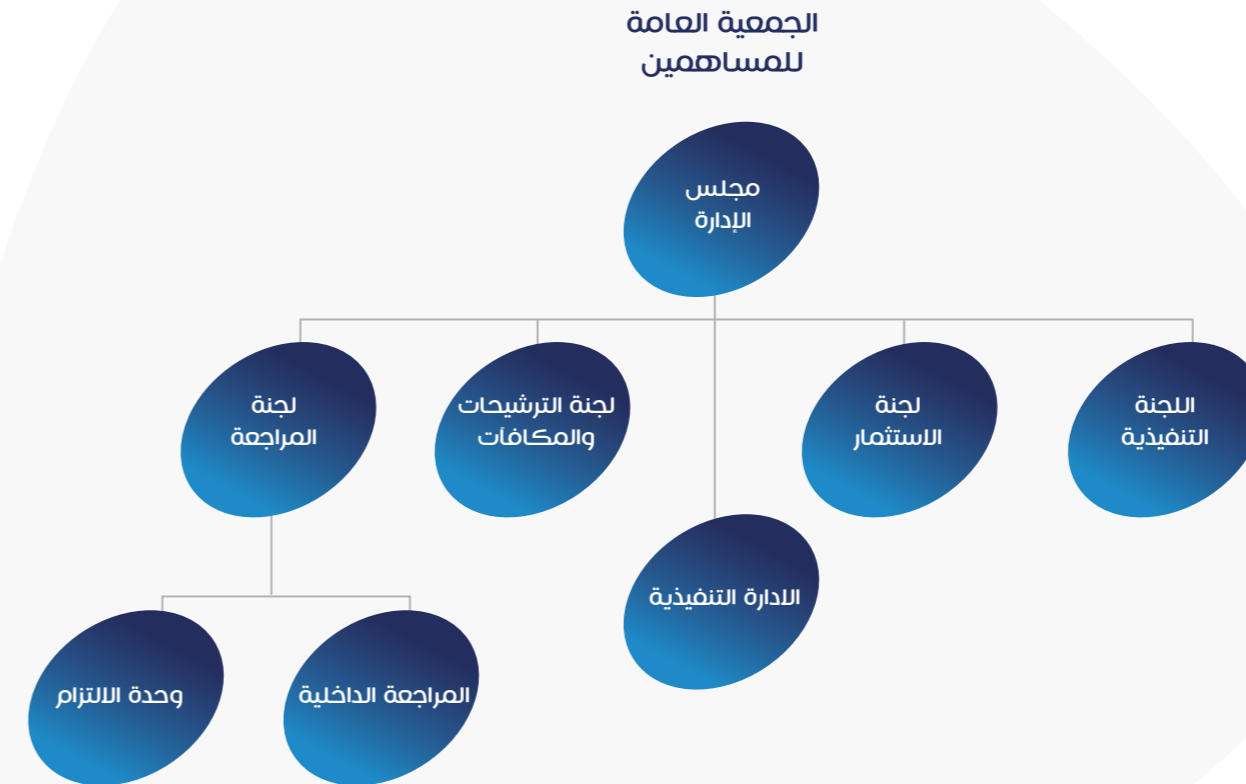 الجمعية العامة
للمساهمين
مجلس
الإدارة
اللجنة
التنفيذية
لجنة
الاستثمار
لجنة الترشيحات
والمكافآت
لجنة
المراجعة
الادارة التنفيذية
المراجعة الداخلية
وحدة الالتزام